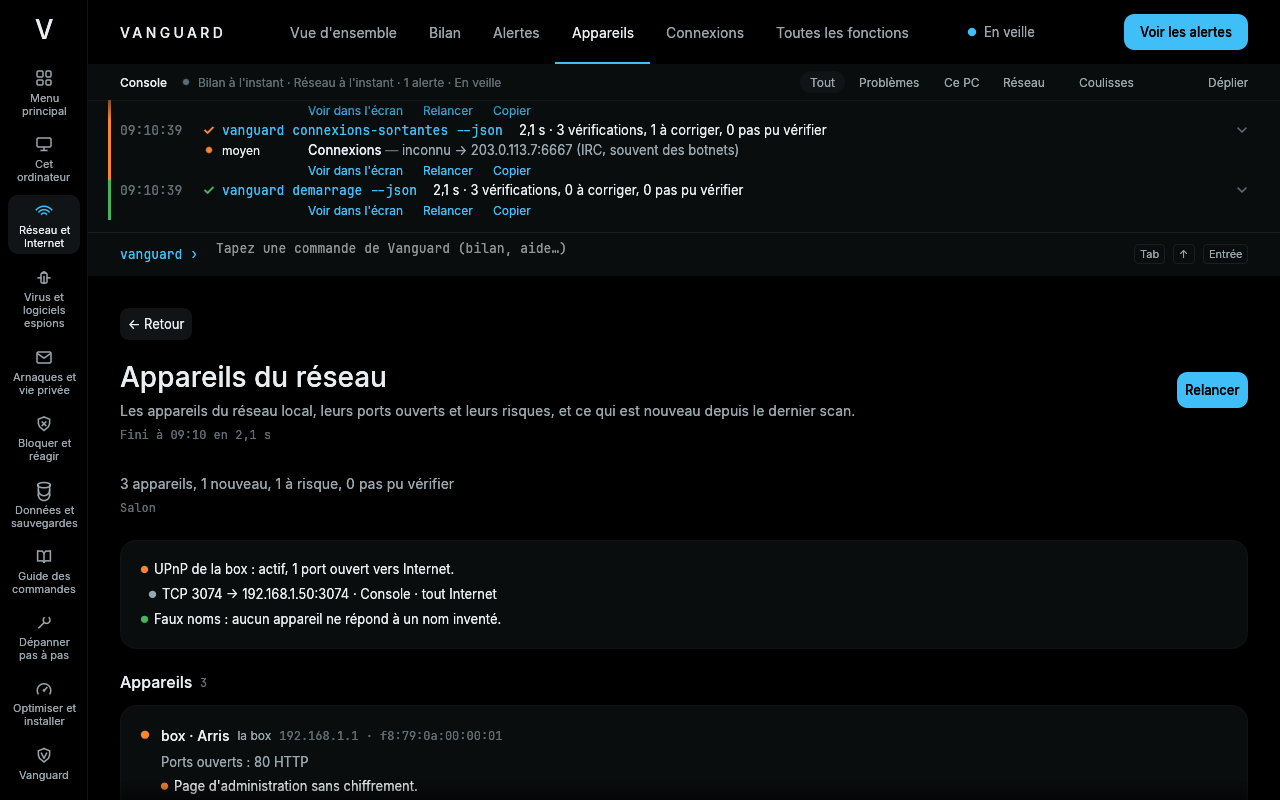 V
VANGUARD
Vue d'ensemble
Bilan
Alertes
Appareils
Connexions
Toutes les fonctions
En veille
Voir les alertes
Menu
principal
Cet
ordinateur
Réseau et
Internet
Virus et
logiciels
espions
Arnaques et
vie privée
Bloquer et
réagir
Données et
sauvegardes
Guide des
commandes
Dépanner
pas à pas
Optimiser et
installer
Vanguard
Console
Bilan à l'instant · Réseau à l'instant · 1 alerte · En veille
Tout
Problèmes
Ce PC
Réseau
Coulisses
Déplier
Voir dans l'écran Relancer Copier
09:10:39 vanguard connexions-sortantes --json 2,1 s · 3 vérifications, 1 à corriger, 0 pas pu vérifier
moyen Connexions — inconnu → 203.0.113.7:6667 (IRC, souvent des botnets)
Voir dans l'écran Relancer Copier
09:10:39 vanguard demarrage --json 2,1 s · 3 vérifications, 0 à corriger, 0 pas pu vérifier
Voir dans l'écran Relancer Copier
vanguard › Tapez une commande de Vanguard (bilan, aide…)
Tab ↑ Entrée
← Retour
Appareils du réseau
Relancer
Les appareils du réseau local, leurs ports ouverts et leurs risques, et ce qui est nouveau depuis le dernier scan.
Fini à 09:10 en 2,1 s
3 appareils, 1 nouveau, 1 à risque, 0 pas pu vérifier
Salon
UPnP de la box : actif, 1 port ouvert vers Internet.
TCP 3074 → 192.168.1.50:3074 · Console · tout Internet
Faux noms : aucun appareil ne répond à un nom inventé.
Appareils 3
box · Arris la box 192.168.1.1 · f8:79:0a:00:00:01
Ports ouverts : 80 HTTP
Page d'administration sans chiffrement.